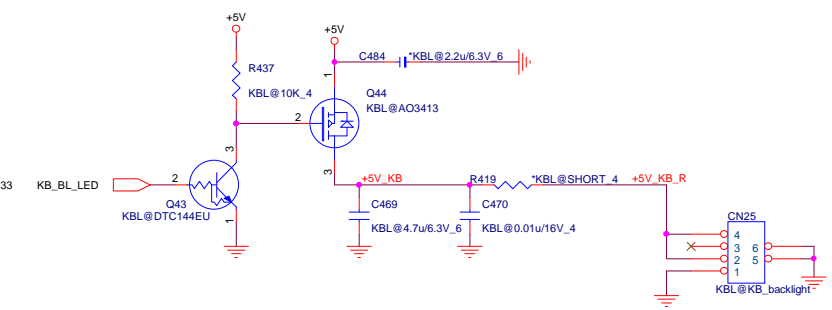 +5V
+5V
R437
KBL@10K_4
C484
*KBL@2.2u/6.3V_6
1
Q44
KBL@AO3413
2
3
3
33
KB_BL_LED
2
Q43
KBL@DTC144EU
1
+5V_KB
R419
*KBL@SHORT_4
+5V_KB_R
C469
KBL@4.7u/6.3V_6
C470
KBL@0.01u/16V_4
CN25
4
3 6
2 5
1
KBL@KB_backlight